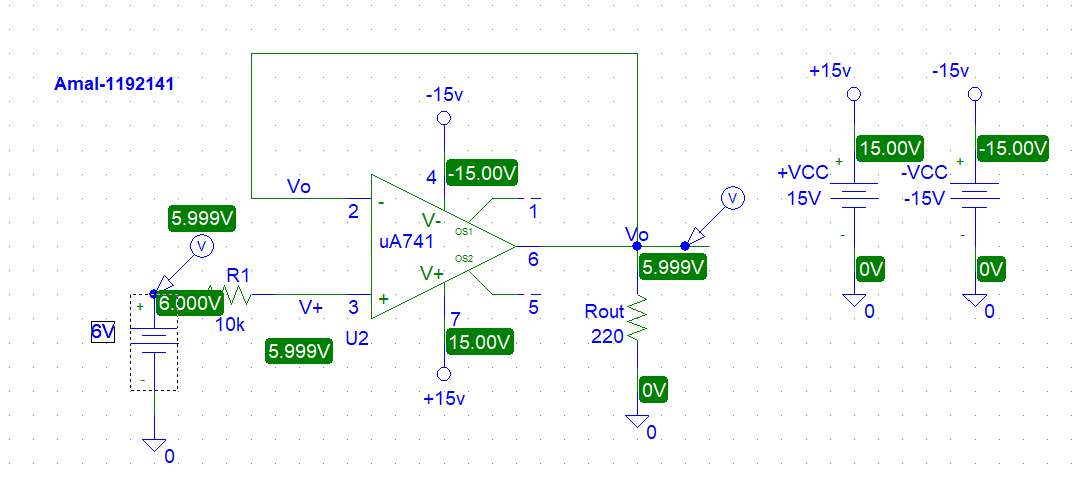 Amal-1192141
-15v
4
-15.00V
Vo
2
-
V-
OS1
1
uA741
OS2
6
V+
3
+
5
U2
7
15.00V
+15v
5.999V
V
6.000V
R1
10k
V+
5.999V
6V
+
-
0
Vo
V
5.999V
Rout
220
0V
0
+15v
15.00V
+VCC
15V
+
-
0V
0
-15v
-15.00V
-VCC
-15V
+
-
0V
0